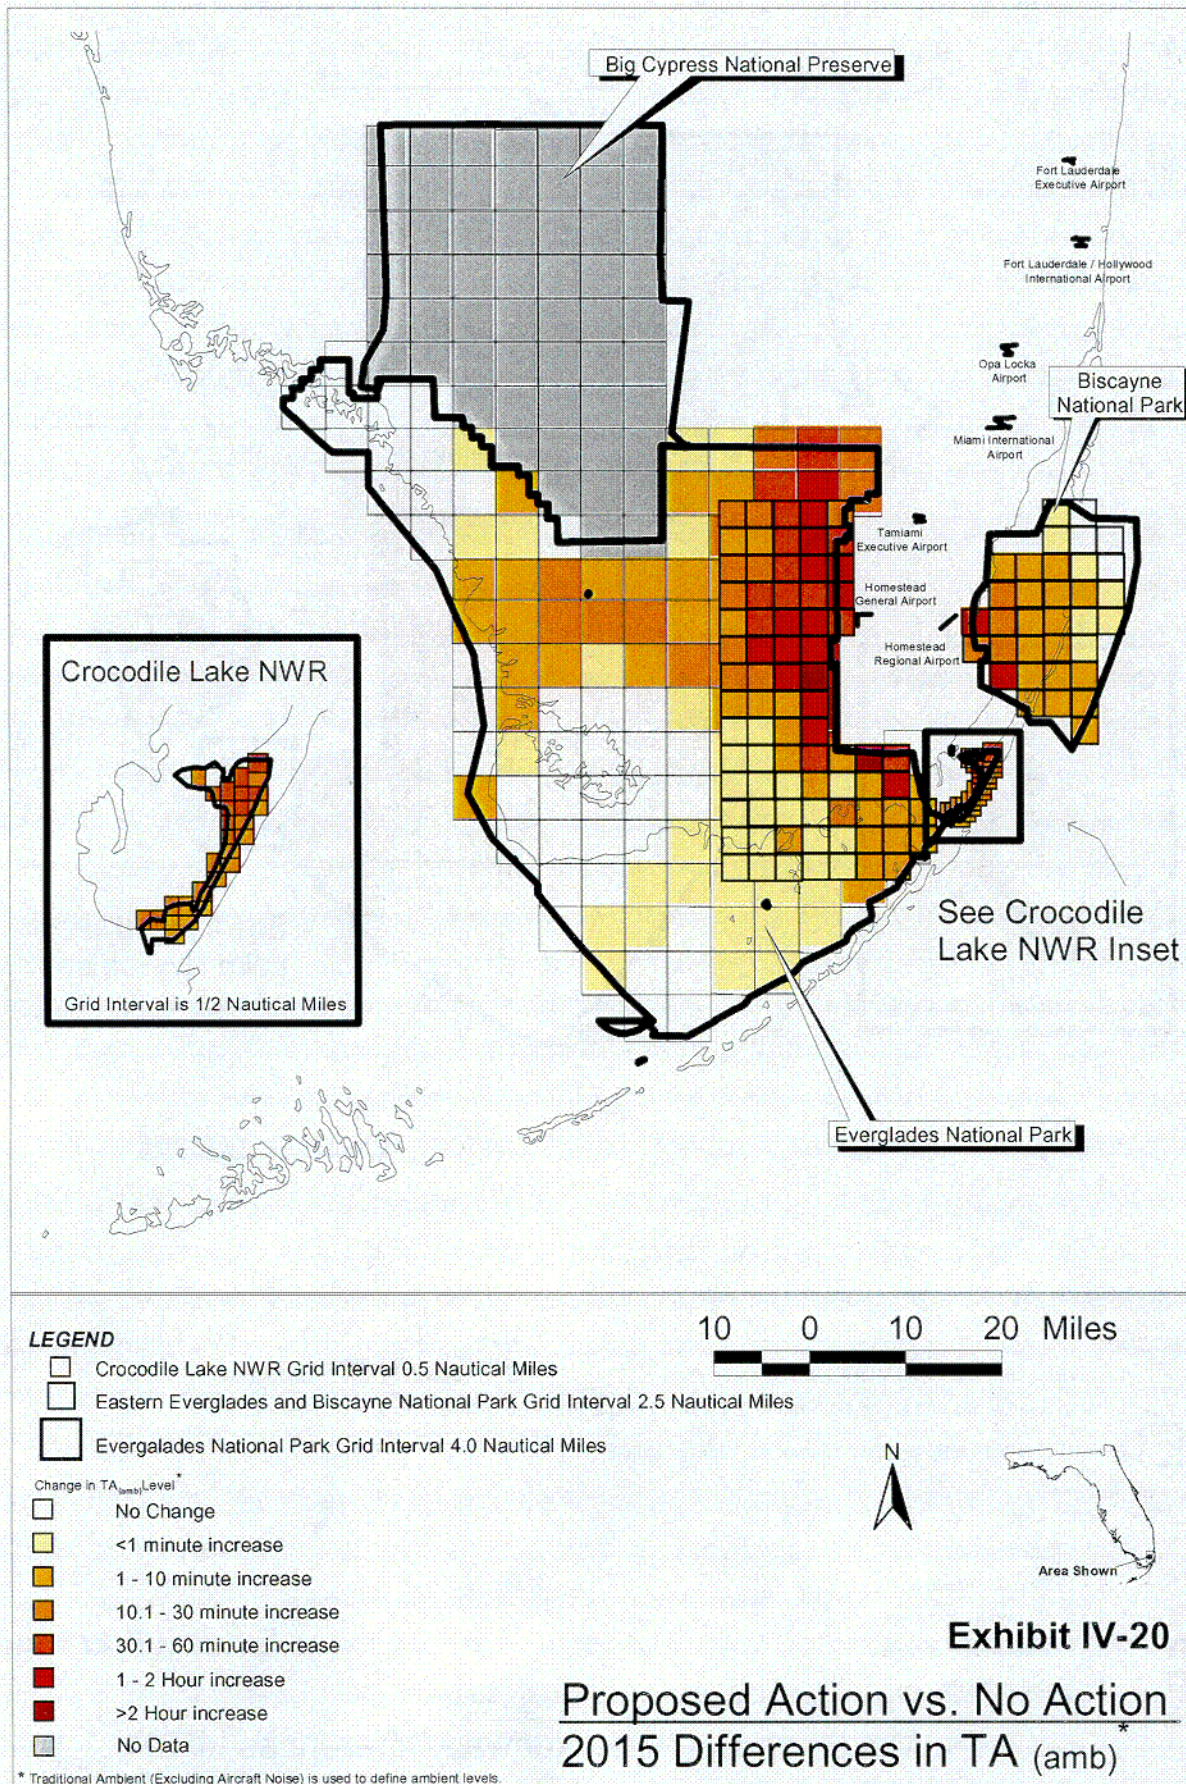 Big Cypress National Preserve
Fort Lauderdale
Executive Airport
Fort Lauderdale / Hollywood
International Airport
Opa Locka
Airport
Biscayne
National Park
Miami International
Airport
Tamiami
Executive Airport
Homestead
General Airport
Homestead
Regional Airport
Crocodile Lake NWR
Grid Interval is 1/2 Nautical Miles
See Crocodile
Lake NWR Inset
Everglades National Park
LEGEND
Crocodile Lake NWR Grid Interval 0.5 Nautical Miles
Eastern Everglades and Biscayne National Park Grid Interval 2.5 Nautical Miles
Evergalades National Park Grid Interval 4.0 Nautical Miles
10 0 10 20 Miles
N
Area Shown
Change in TA(amb)Level*
No Change
<1 minute increase
1 - 10 minute increase
10.1 - 30 minute increase
30.1 - 60 minute increase
1 - 2 Hour increase
>2 Hour increase
No Data
* Traditional Ambient (Excluding Aircraft Noise) is used to define ambient levels.
Exhibit IV-20
Proposed Action vs. No Action
2015 Differences in TA (amb)*